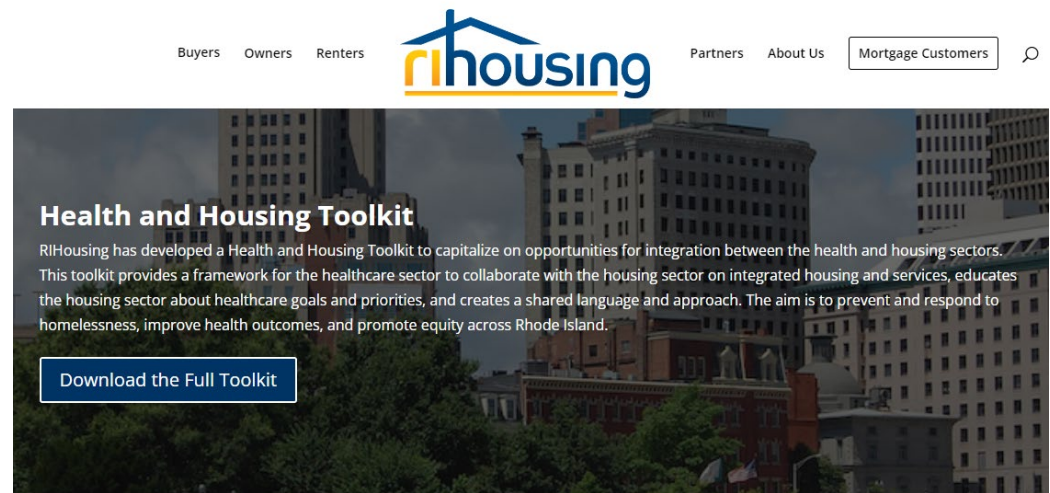 Buyers
Owners
Renters
rihousing
Partners
About Us
Mortgage Customers
Health and Housing Toolkit
RIHousing has developed a Health and Housing Toolkit to capitalize on opportunities for integration between the health and housing sectors.
This toolkit provides a framework for the healthcare sector to collaborate with the housing sector on integrated housing and services, educates
the housing sector about healthcare goals and priorities, and creates a shared language and approach. The aim is to prevent and respond to
homelessness, improve health outcomes, and promote equity across Rhode Island.
Download the Full Toolkit